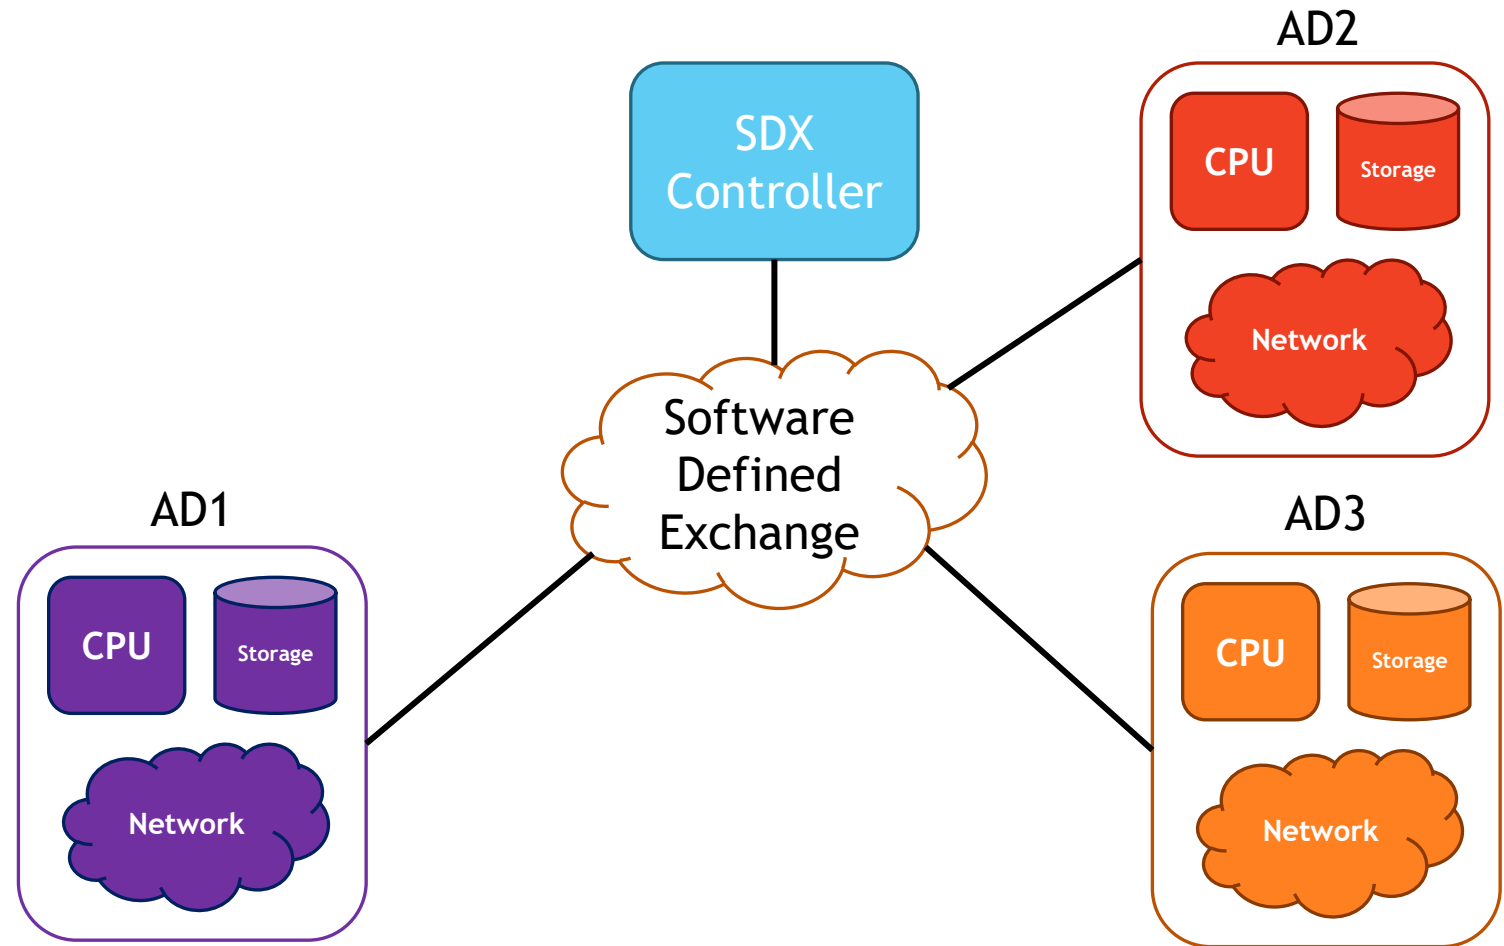 AD2
SDX
Controller
CPU
Storage
Network
Software
Defined
Exchange
AD1
CPU
Storage
Network
AD3
CPU
Storage
Network